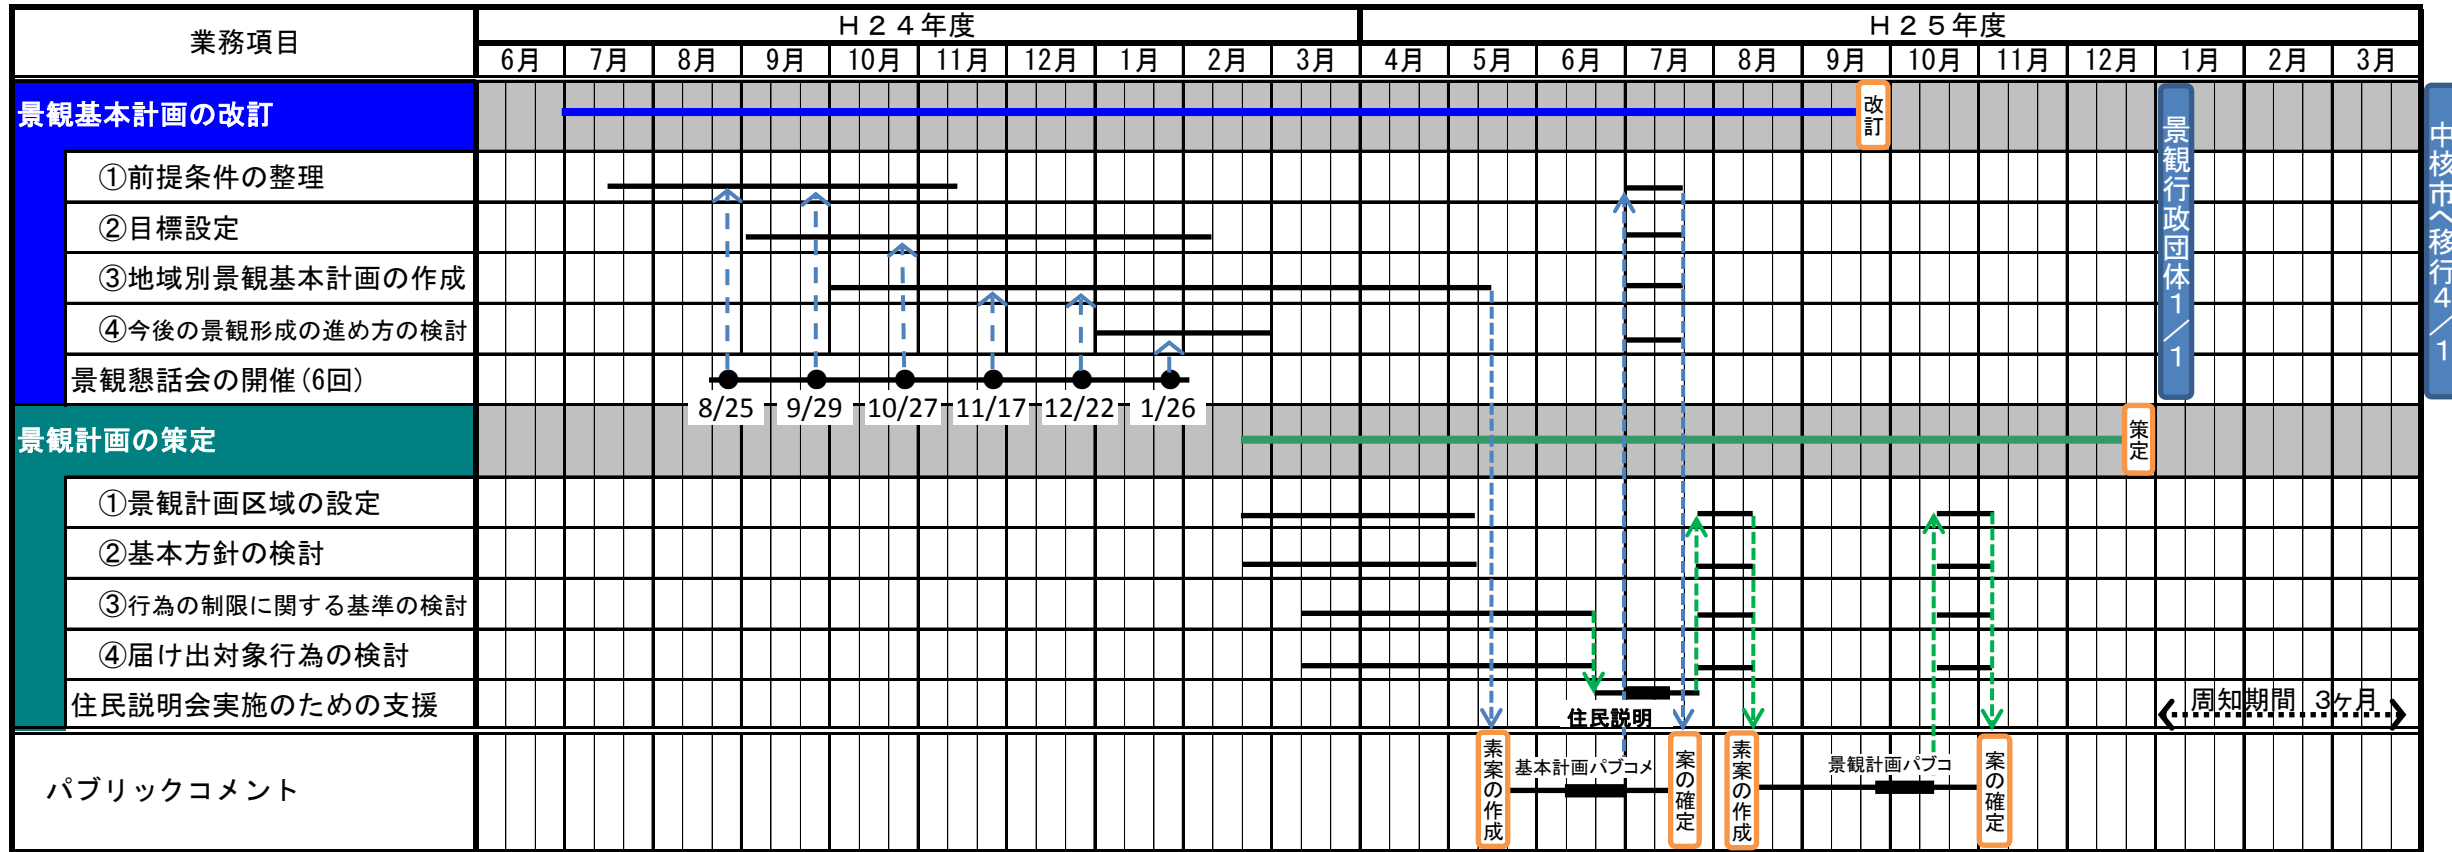 業務項目
Ｈ２４年度
Ｈ２５年度
6月 7月 8月 9月 10月 11月 12月 1月 2月 3月 4月 5月 6月 7月 8月 9月 10月 11月 12月 1月 2月 3月
景観基本計画の改訂
改訂
①前提条件の整理
②目標設定
③地域別景観基本計画の作成
④今後の景観形成の進め方の検討
景観懇話会の開催(6回)
8/25 9/29 10/27 11/17 12/22 1/26
景観行政団体１／１
中核市へ移行４／１
景観計画の策定
策定
①景観計画区域の設定
②基本方針の検討
③行為の制限に関する基準の検討
④届け出対象行為の検討
住民説明会実施のための支援
住民説明
周知期間 3ヶ月
パブリックコメント
素案の作成
基本計画パブコメ
案の確定
素案の作成
景観計画パブコ
案の確定